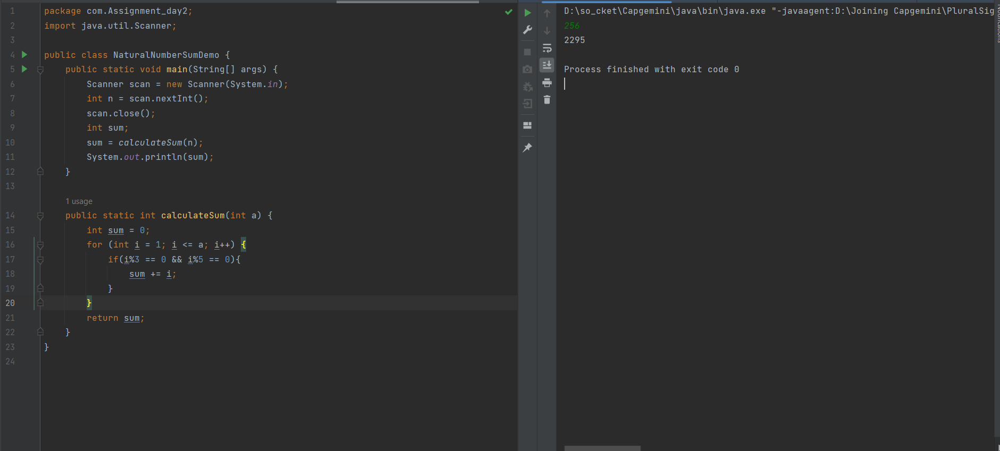 1 package com.Assignment_day2;
2 import java.util.Scanner;
3
4 public class NaturalNumberSumDemo {
5 public static void main(String[] args) {
6 Scanner scan = new Scanner(System.in);
7 int n = scan.nextInt();
8 scan.close();
9 int sum;
10 sum = calculateSum(n);
11 System.out.println(sum);
12 }
13
1 usage
14 public static int calculateSum(int a) {
15 int sum = 0;
16 for (int i = 1; i <= a; i++) {
17 if(i%3 == 0 && i%5 == 0){
18 sum += i;
19 }
20 }
21 return sum;
22 }
23 }
24
D:\so_cket\Capgemini\java\bin\java.exe "-javaagent:D:\Joining Capgemini\PluralSig
256
2295
Process finished with exit code 0